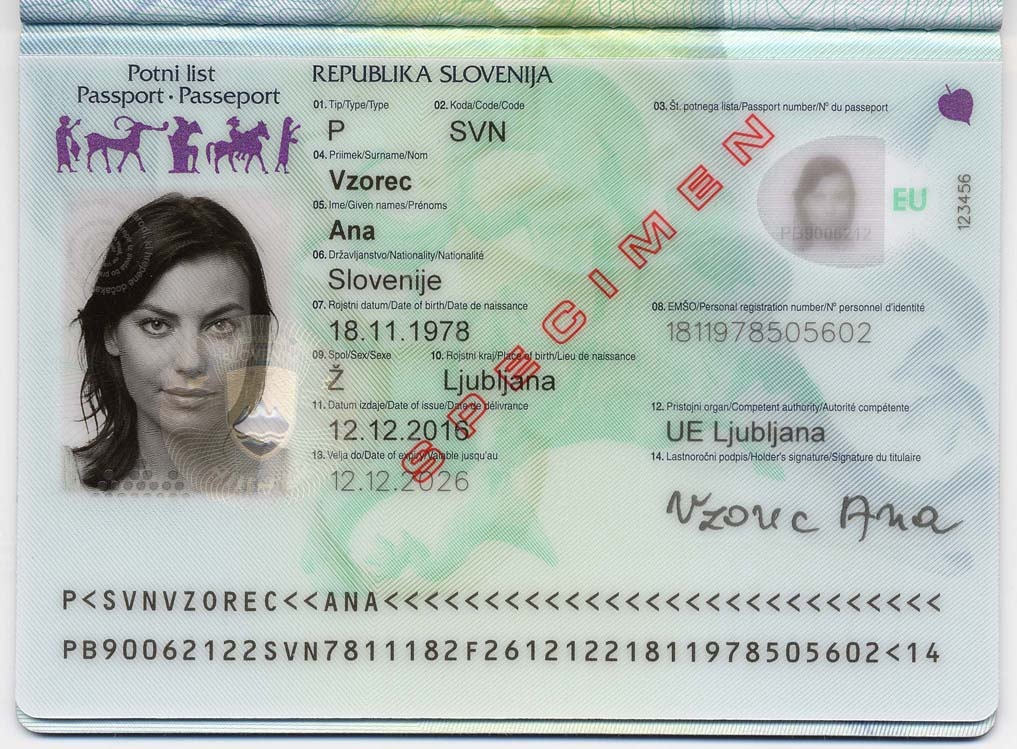 Potni list
Passport · Passeport
REPUBLIKA SLOVENIJA
01. Tip/Type/Type
02. Koda/Code/Code
03. Št. potnega lista/Passport number/N° du passeport
P
SVN
04. Priimek/Surname/Nom
Vzorec
05. Ime/Given names/Prénoms
Ana
06. Državljanstvo/Nationality/Nationalité
Slovenije
07. Rojstni datum/Date of birth/Date de naissance
08. EMŠO/Personal registration number/N° personnel d'identité
18.11.1978
1811978505602
09. Spol/Sex/Sexe
10. Rojstni kraj/Place of birth/Lieu de naissance
Ž
Ljubljana
11. Datum izdaje/Date of issue/Date de délivrance
12. Pristojni organ/Competent authority/Autorité compétente
12.12.2016
UE Ljubljana
13. Velja do/Date of expiry/Valable jusqu'au
14. Lastnoročni podpis/Holder's signature/Signature du titulaire
12.12.2026
Vzorec Ana
SPECIMEN
PB9006212
EU
123456
P<SVNVZOREC<<ANA<<<<<<<<<<<<<<<<<<<<<<<<<<<<
PB90062122SVN7811182F26121221811978505602<14